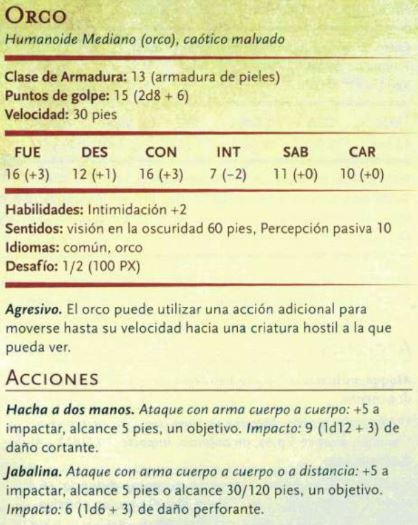 ORCO
Humanoide Mediano (orco), caótico malvado
Clase de Armadura: 13 (armadura de pieles)
Puntos de golpe: 15 (2d8 + 6)
Velocidad: 30 pies
FUE DES CON INT SAB CAR
16 (+3) 12 (+1) 16 (+3) 7 (−2) 11 (+0) 10 (+0)
Habilidades: Intimidación +2
Sentidos: visión en la oscuridad 60 pies, Percepción pasiva 10
Idiomas: común, orco
Desafío: 1/2 (100 PX)
Agresivo. El orco puede utilizar una acción adicional para
moverse hasta su velocidad hacia una criatura hostil a la que
pueda ver.
ACCIONES
Hacha a dos manos. Ataque con arma cuerpo a cuerpo: +5 a
impactar, alcance 5 pies, un objetivo. Impacto: 9 (1d12 + 3) de
daño cortante.
Jabalina. Ataque con arma cuerpo a cuerpo o a distancia: +5 a
impactar, alcance 5 pies o alcance 30/120 pies, un objetivo.
Impacto: 6 (1d6 + 3) de daño perforante.